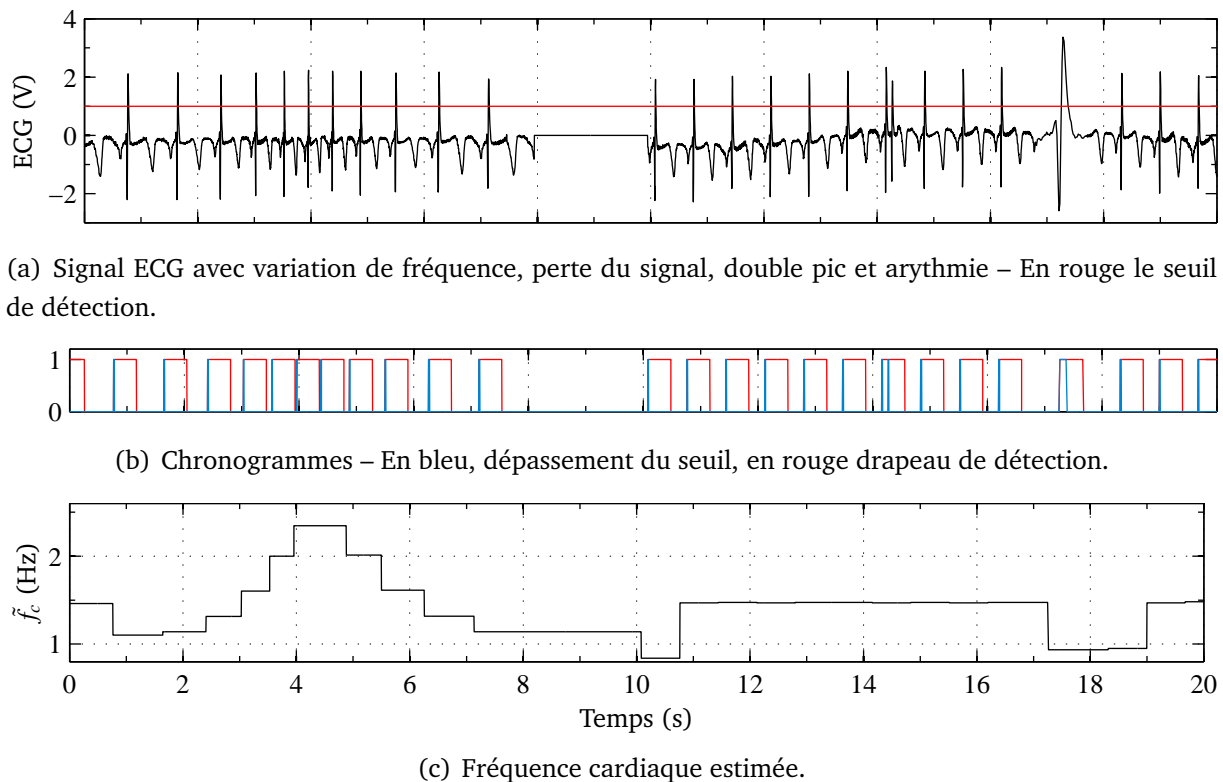 4
2
0
−2
ECG (V)
(a) Signal ECG avec variation de fréquence, perte du signal, double pic et arythmie – En rouge le seuil
de détection.
1
0
(b) Chronogrammes – En bleu, dépassement du seuil, en rouge drapeau de détection.
2
1
f̃c (Hz)
0 2 4 6 8 10 12 14 16 18 20
Temps (s)
(c) Fréquence cardiaque estimée.